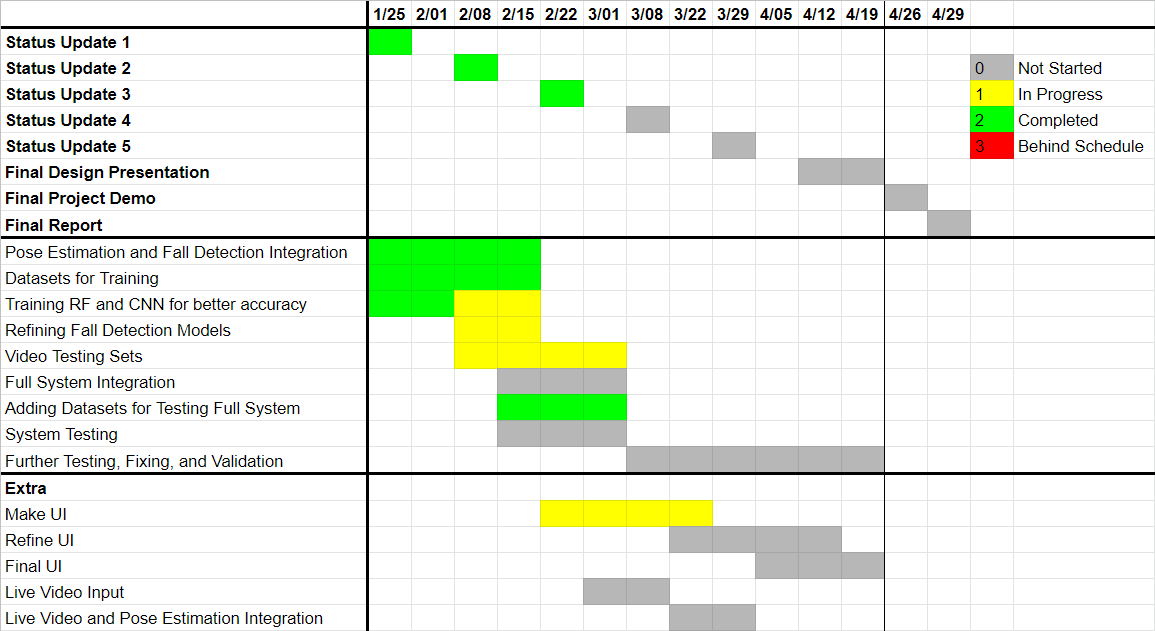 1/25 2/01 2/08 2/15 2/22 3/01 3/08 3/22 3/29 4/05 4/12 4/19 4/26 4/29
Status Update 1
Status Update 2 0 Not Started
Status Update 3 1 In Progress
Status Update 4 2 Completed
Status Update 5 3 Behind Schedule
Final Design Presentation
Final Project Demo
Final Report
Pose Estimation and Fall Detection Integration
Datasets for Training
Training RF and CNN for better accuracy
Refining Fall Detection Models
Video Testing Sets
Full System Integration
Adding Datasets for Testing Full System
System Testing
Further Testing, Fixing, and Validation
Extra
Make UI
Refine UI
Final UI
Live Video Input
Live Video and Pose Estimation Integration